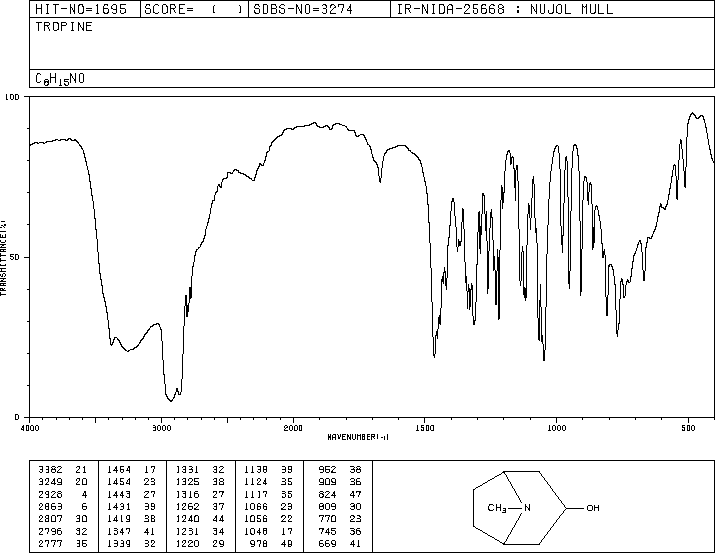 HIT-NO=1695 SCORE= ( ) SDBS-NO=3274 IR-NIDA-25668 : NUJOL MULL
TROPINE
C8H15NO
100
TRANSMITTANCE(%)
50
0
4000 3000 2000 1500 1000 500
WAVENUMBER(-1)
3382 21 1464 17 1331 32 1138 39 952 38
3249 20 1454 23 1325 38 1124 35 909 36
2928 4 1443 27 1316 27 1117 35 824 47
2863 6 1431 39 1262 37 1066 23 809 30
2807 30 1419 38 1240 44 1056 22 770 23
2796 32 1347 41 1231 34 1048 17 745 36
2777 35 1339 32 1220 29 978 49 669 41
CH3 N OH